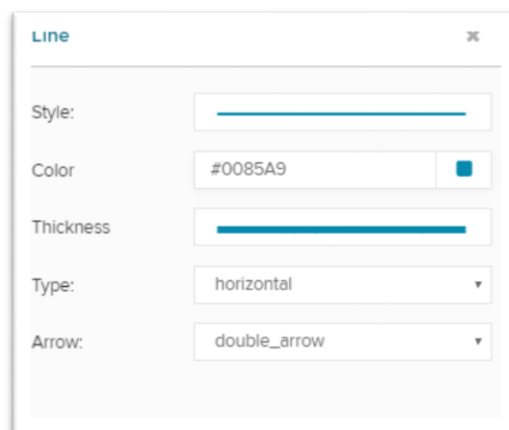 Line
Style:
Color #0085A9
Thickness
Type: horizontal
Arrow: double_arrow